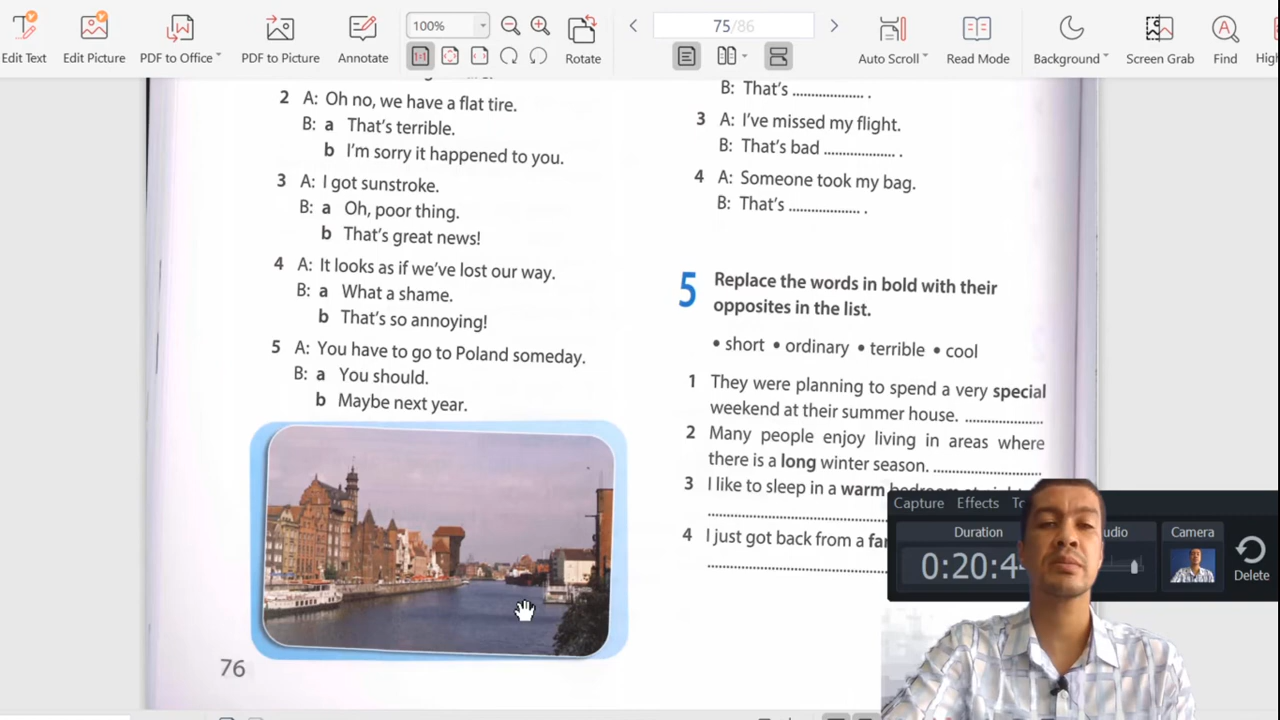 Edit Text
Edit Picture
PDF to Office
PDF to Picture
Annotate
100%
Rotate
75/86
Auto Scroll
Read Mode
Background
Screen Grab
Find
2 A: Oh no, we have a flat tire.
B: a That's terrible.
b I'm sorry it happened to you.
3 A: I got sunstroke.
B: a Oh, poor thing.
b That's great news!
4 A: It looks as if we've lost our way.
B: a What a shame.
b That's so annoying!
5 A: You have to go to Poland someday.
B: a You should.
b Maybe next year.
76
B: That's .................... .
3 A: I've missed my flight.
B: That's bad .................... .
4 A: Someone took my bag.
B: That's .................... .
5 Replace the words in bold with their
opposites in the list.
• short • ordinary • terrible • cool
1 They were planning to spend a very special
weekend at their summer house. ....................
2 Many people enjoy living in areas where
there is a long winter season. ....................
3 I like to sleep in a warm
....................
4 I just got back from a
....................
Capture Effects
Duration
Camera
Delete